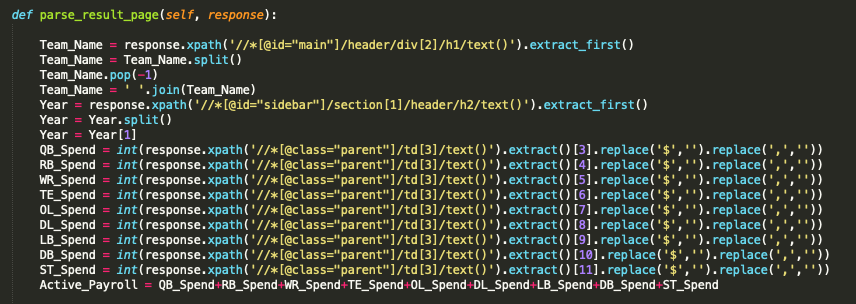 def parse_result_page(self, response):
Team_Name = response.xpath('//*[@id="main"]/header/div[2]/h1/text()').extract_first()
Team_Name = Team_Name.split()
Team_Name.pop(-1)
Team_Name = ' '.join(Team_Name)
Year = response.xpath('//*[@id="sidebar"]/section[1]/header/h2/text()').extract_first()
Year = Year.split()
Year = Year[1]
QB_Spend = int(response.xpath('//*[@class="parent"]/td[3]/text()').extract()[3].replace('$','').replace(',',''))
RB_Spend = int(response.xpath('//*[@class="parent"]/td[3]/text()').extract()[4].replace('$','').replace(',',''))
WR_Spend = int(response.xpath('//*[@class="parent"]/td[3]/text()').extract()[5].replace('$','').replace(',',''))
TE_Spend = int(response.xpath('//*[@class="parent"]/td[3]/text()').extract()[6].replace('$','').replace(',',''))
OL_Spend = int(response.xpath('//*[@class="parent"]/td[3]/text()').extract()[7].replace('$','').replace(',',''))
DL_Spend = int(response.xpath('//*[@class="parent"]/td[3]/text()').extract()[8].replace('$','').replace(',',''))
LB_Spend = int(response.xpath('//*[@class="parent"]/td[3]/text()').extract()[9].replace('$','').replace(',',''))
DB_Spend = int(response.xpath('//*[@class="parent"]/td[3]/text()').extract()[10].replace('$','').replace(',',''))
ST_Spend = int(response.xpath('//*[@class="parent"]/td[3]/text()').extract()[11].replace('$','').replace(',',''))
Active_Payroll = QB_Spend+RB_Spend+WR_Spend+TE_Spend+OL_Spend+DL_Spend+LB_Spend+DB_Spend+ST_Spend